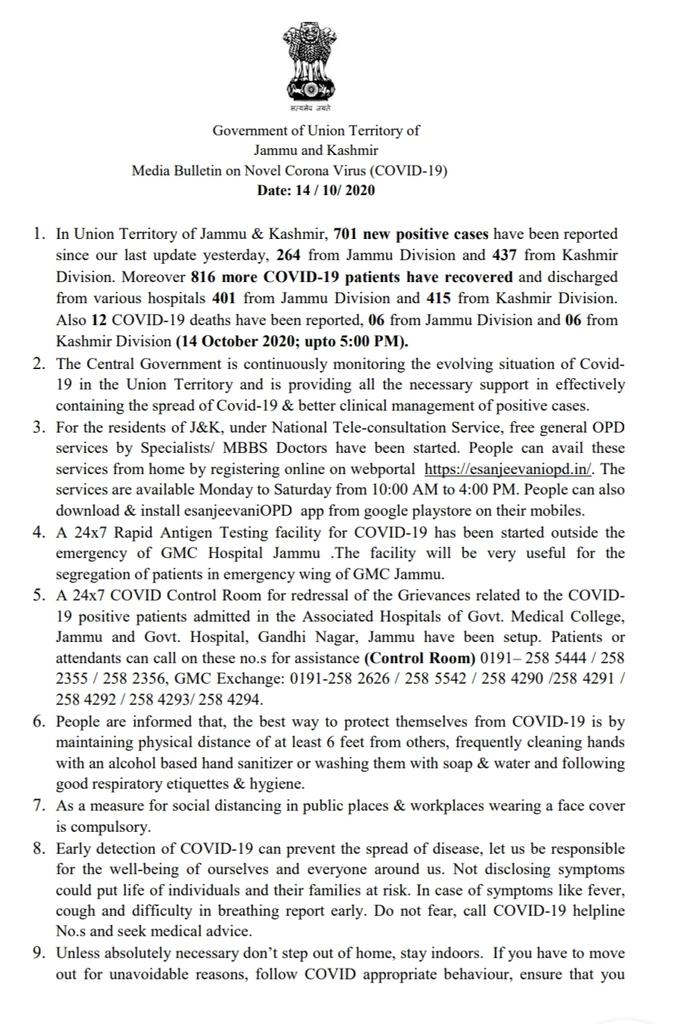 सत्यमेव जयते
Government of Union Territory of
Jammu and Kashmir
Media Bulletin on Novel Corona Virus (COVID-19)
Date: 14 / 10/ 2020
1. In Union Territory of Jammu & Kashmir, 701 new positive cases have been reported
since our last update yesterday, 264 from Jammu Division and 437 from Kashmir
Division. Moreover 816 more COVID-19 patients have recovered and discharged
from various hospitals 401 from Jammu Division and 415 from Kashmir Division.
Also 12 COVID-19 deaths have been reported, 06 from Jammu Division and 06 from
Kashmir Division (14 October 2020; upto 5:00 PM).
2. The Central Government is continuously monitoring the evolving situation of Covid-
19 in the Union Territory and is providing all the necessary support in effectively
containing the spread of Covid-19 & better clinical management of positive cases.
3. For the residents of J&K, under National Tele-consultation Service, free general OPD
services by Specialists/ MBBS Doctors have been started. People can avail these
services from home by registering online on webportal https://esanjeevaniopd.in/. The
services are available Monday to Saturday from 10:00 AM to 4:00 PM. People can also
download & install esanjeevaniOPD app from google playstore on their mobiles.
4. A 24x7 Rapid Antigen Testing facility for COVID-19 has been started outside the
emergency of GMC Hospital Jammu .The facility will be very useful for the
segregation of patients in emergency wing of GMC Jammu.
5. A 24x7 COVID Control Room for redressal of the Grievances related to the COVID-
19 positive patients admitted in the Associated Hospitals of Govt. Medical College,
Jammu and Govt. Hospital, Gandhi Nagar, Jammu have been setup. Patients or
attendants can call on these no.s for assistance (Control Room) 0191– 258 5444 / 258
2355 / 258 2356, GMC Exchange: 0191-258 2626 / 258 5542 / 258 4290 /258 4291 /
258 4292 / 258 4293/ 258 4294.
6. People are informed that, the best way to protect themselves from COVID-19 is by
maintaining physical distance of at least 6 feet from others, frequently cleaning hands
with an alcohol based hand sanitizer or washing them with soap & water and following
good respiratory etiquettes & hygiene.
7. As a measure for social distancing in public places & workplaces wearing a face cover
is compulsory.
8. Early detection of COVID-19 can prevent the spread of disease, let us be responsible
for the well-being of ourselves and everyone around us. Not disclosing symptoms
could put life of individuals and their families at risk. In case of symptoms like fever,
cough and difficulty in breathing report early. Do not fear, call COVID-19 helpline
No.s and seek medical advice.
9. Unless absolutely necessary don't step out of home, stay indoors. If you have to move
out for unavoidable reasons, follow COVID appropriate behaviour, ensure that you